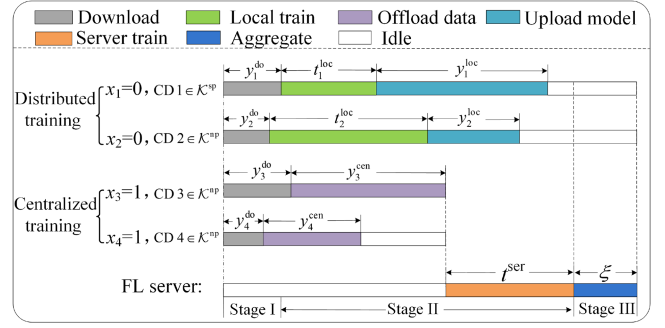 Download Local train Offload data Upload model
Server train Aggregate Idle
y₁ᵈᵒ t₁ˡᵒᶜ y₁ˡᵒᶜ
x₁=0, CD 1 ∈ 𝒦ˢᵖ
Distributed training
y₂ᵈᵒ t₂ˡᵒᶜ y₂ˡᵒᶜ
x₂=0, CD 2 ∈ 𝒦ⁿᵖ
y₃ᵈᵒ y₃ᶜᵉⁿ
x₃=1, CD 3 ∈ 𝒦ⁿᵖ
Centralized training
y₄ᵈᵒ y₄ᶜᵉⁿ
x₄=1, CD 4 ∈ 𝒦ⁿᵖ
tˢᵉʳ ξ
FL server:
Stage I Stage II Stage III